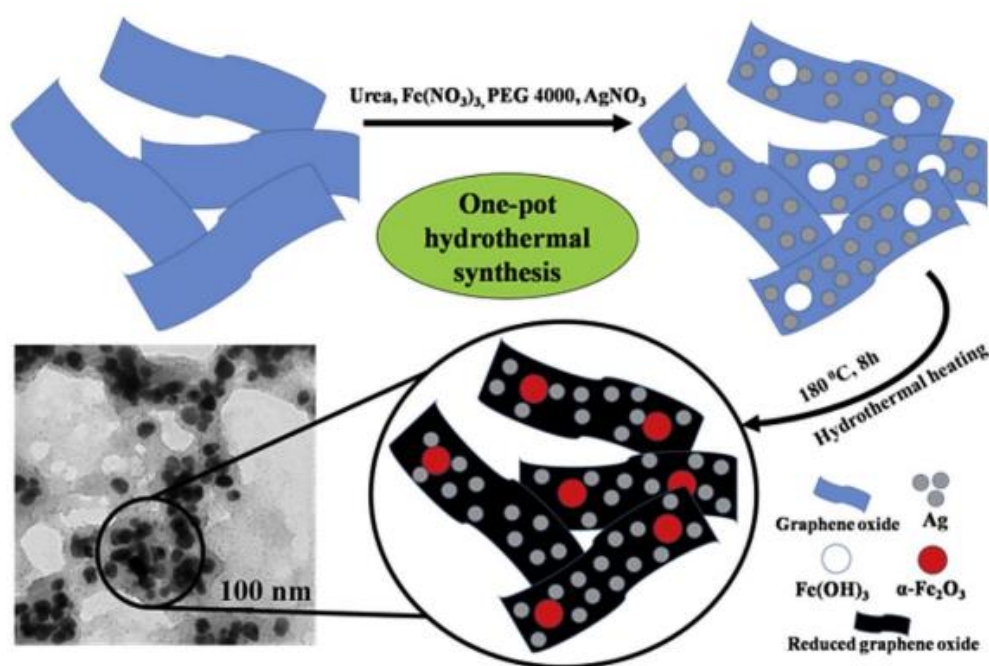 Urea, Fe(NO₃)₃, PEG 4000, AgNO₃
One-pot
hydrothermal
synthesis
180 ⁰C, 8h
Hydrothermal heating
100 nm
Graphene oxide
Ag
Fe(OH)₃
α-Fe₂O₃
Reduced graphene oxide